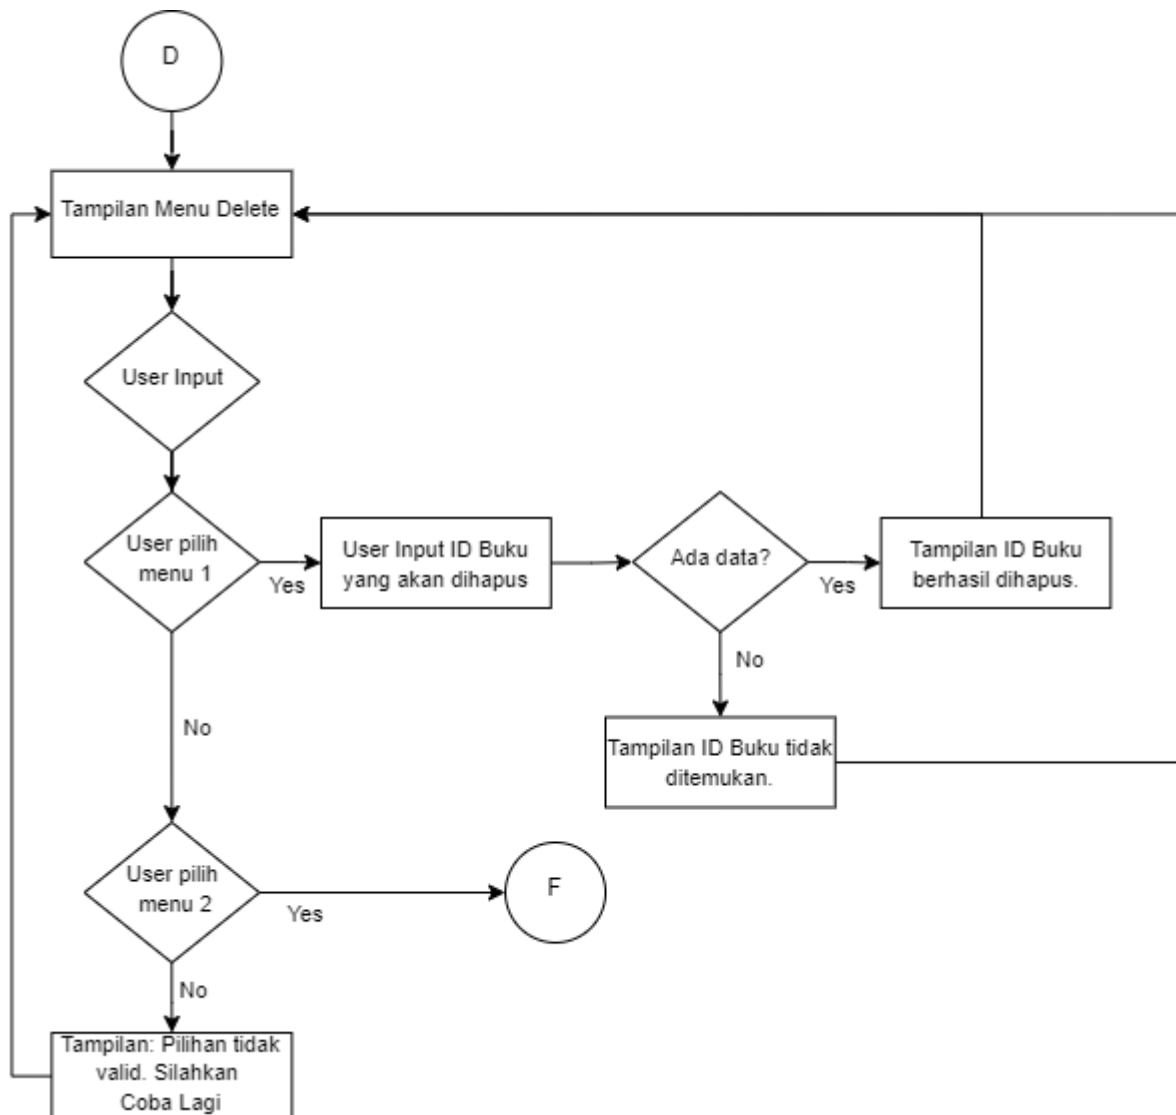 D
Tampilan Menu Delete
User Input
User pilih
menu 1
Yes
User Input ID Buku
yang akan dihapus
Ada data?
Yes
Tampilan ID Buku
berhasil dihapus.
No
Tampilan ID Buku tidak
ditemukan.
No
User pilih
menu 2
Yes
F
No
Tampilan: Pilihan tidak
valid. Silahkan
Coba Lagi